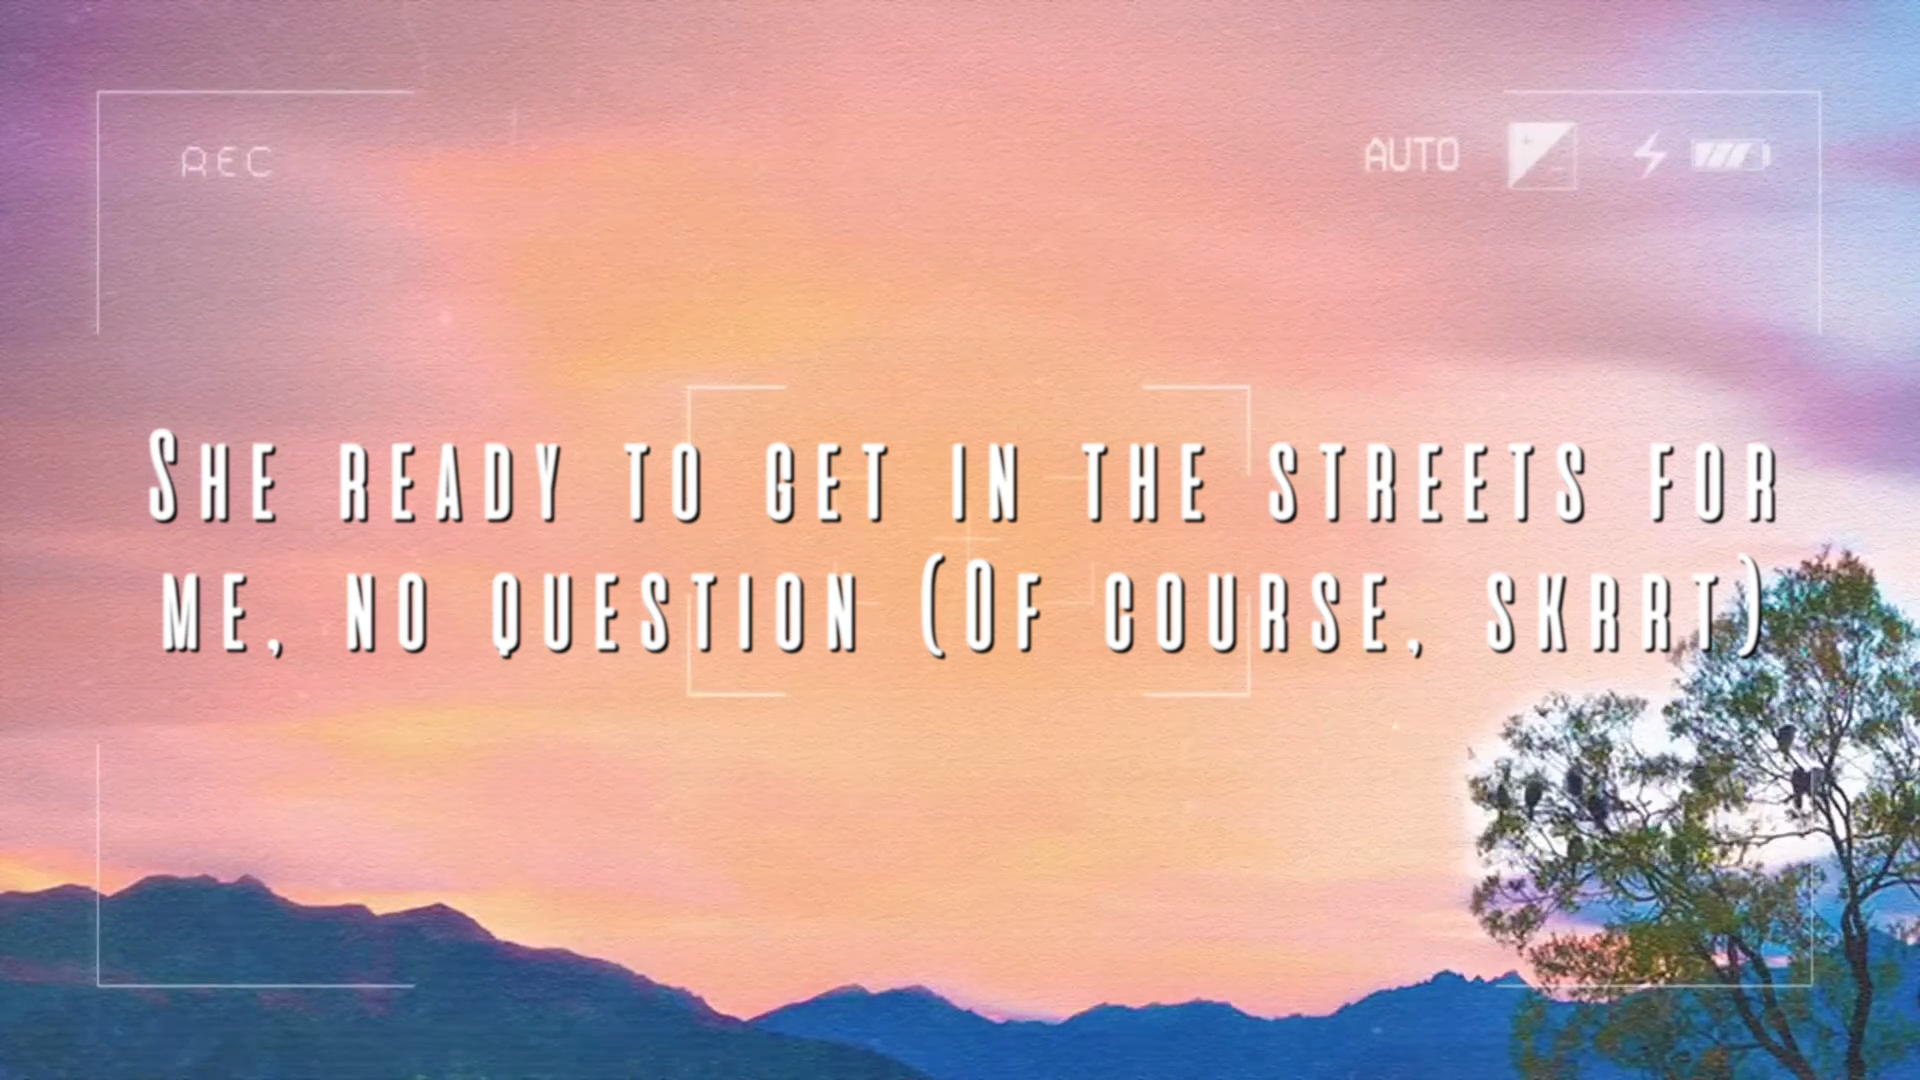 REC
AUTO
She ready to get in the streets for
me, no question (Of course, skrrt)